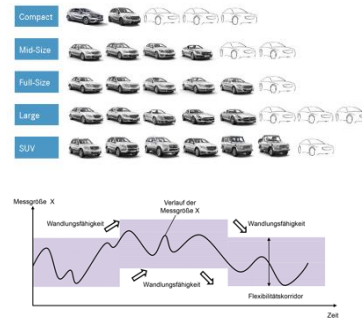 Compact
Mid-Size
Full-Size
Large
SUV
Messgröße X
Verlauf der
Messgröße X
Wandlungsfähigkeit
Wandlungsfähigkeit
Wandlungsfähigkeit
Flexibilitätskorridor
Zeit